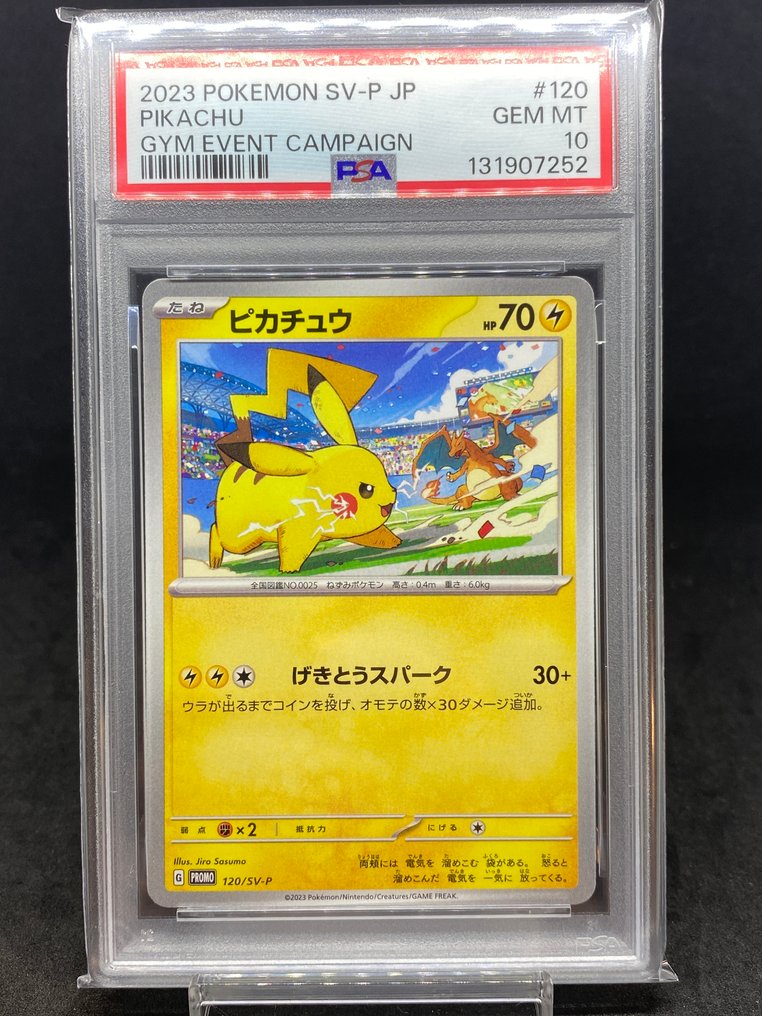 2023 POKEMON SV-P JP #120
PIKACHU GEM MT
GYM EVENT CAMPAIGN 10
PSA 131907252
たね ピカチュウ HP70
全国図鑑NO.0025 ねずみポケモン 高さ:0.4m 重さ:6.0kg
げきとうスパーク 30+
ウラが出るまでコインを投げ、オモテの数×30ダメージ追加。
弱点 ×2 抵抗力 にげる
Illus. Jiro Sasumo
両頬には 電気を 溜めこむ 袋がある。 怒ると
溜めこんだ 電気を 一気に 放ってくる。
G PROMO 120/SV-P
©2023 Pokémon/Nintendo/Creatures/GAME FREAK.
PSA